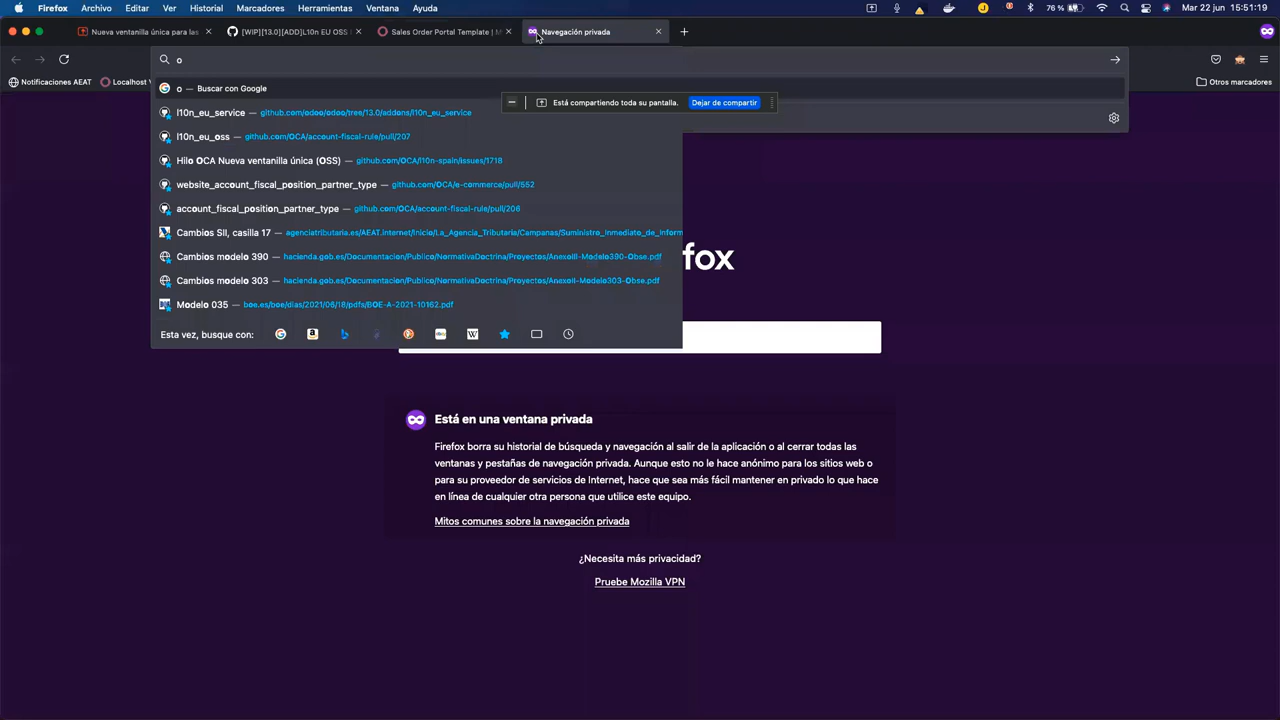 Firefox Archivo Editar Ver Historial Marcadores Herramientas Ventana Ayuda
76 % Mar 22 jun 15:51:19
Nueva ventanilla única para las
[WIP][13.0][ADD]L10n EU OSS
Sales Order Portal Template | M
Navegación privada
o
Notificaciones AEAT
Localhost
Otros marcadores
o — Buscar con Google
Está compartiendo toda su pantalla. Dejar de compartir
l10n_eu_service — github.com/odoo/odoo/tree/13.0/addons/l10n_eu_service
l10n_eu_oss — github.com/OCA/account-fiscal-rule/pull/207
Hilo OCA Nueva ventanilla única (OSS) — github.com/OCA/l10n-spain/issues/1718
website_account_fiscal_position_partner_type — github.com/OCA/e-commerce/pull/552
account_fiscal_position_partner_type — github.com/OCA/account-fiscal-rule/pull/206
Cambios SII, casilla 17 — agenciatributaria.es/AEAT.internet/Inicio/La_Agencia_Tributaria/Campanas/Suministro_Inmediato_de_Inform
Cambios modelo 390 — hacienda.gob.es/Documentacion/Publico/NormativaDoctrina/Proyectos/AnexoIII-Modelo390-Obse.pdf
Cambios modelo 303 — hacienda.gob.es/Documentacion/Publico/NormativaDoctrina/Proyectos/AnexoII-Modelo303-Obse.pdf
Modelo 035 — boe.es/boe/dias/2021/06/18/pdfs/BOE-A-2021-10162.pdf
Esta vez, busque con:
fox
Está en una ventana privada
Firefox borra su historial de búsqueda y navegación al salir de la aplicación o al cerrar todas las
ventanas y pestañas de navegación privada. Aunque esto no le hace anónimo para los sitios web o
para su proveedor de servicios de Internet, hace que sea más fácil mantener en privado lo que hace
en línea de cualquier otra persona que utilice este equipo.
Mitos comunes sobre la navegación privada
¿Necesita más privacidad?
Pruebe Mozilla VPN